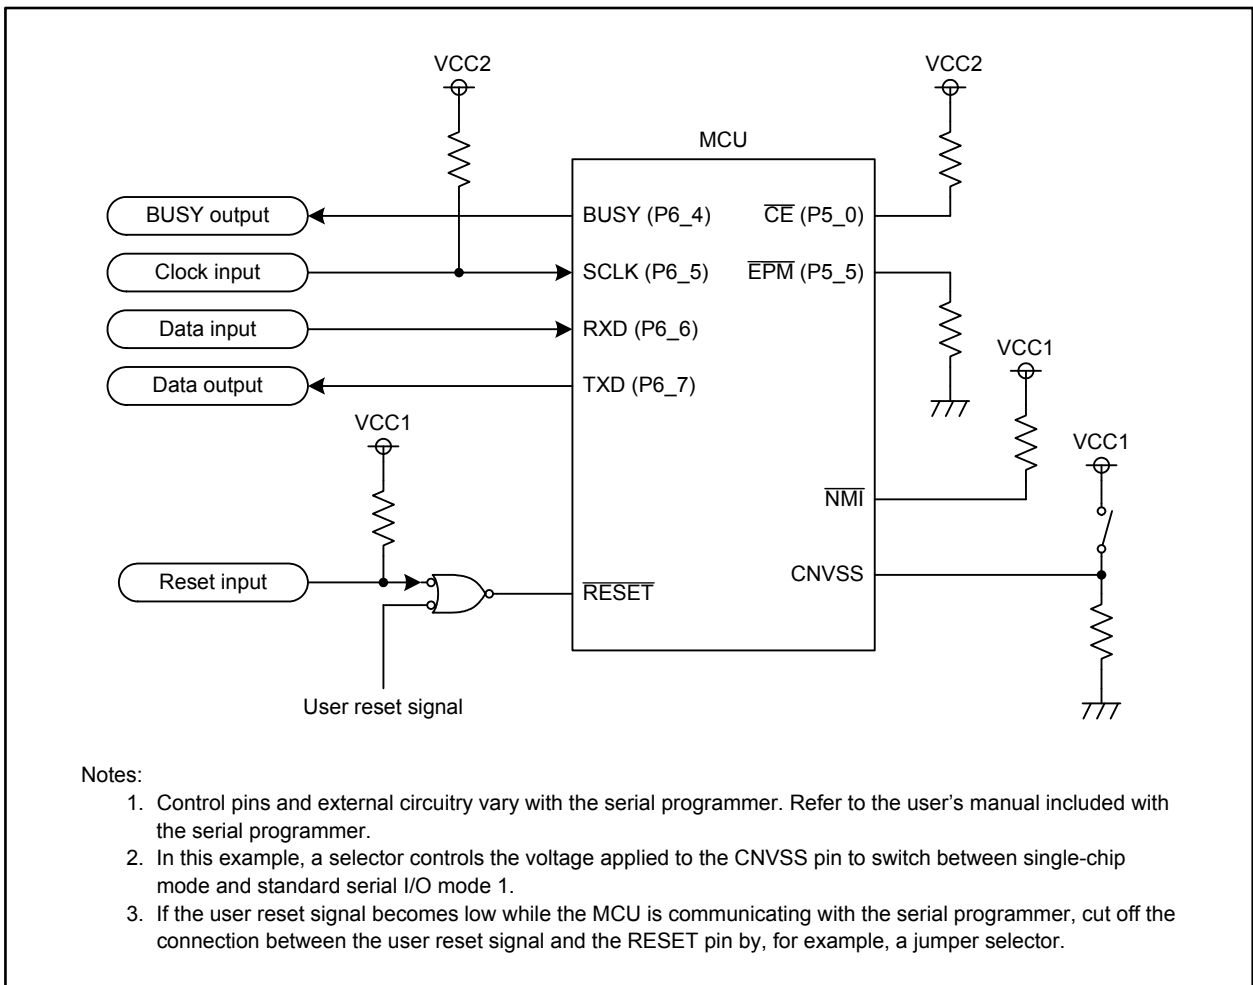 VCC2
VCC2
MCU
BUSY output
BUSY (P6_4)
CE (P5_0)
Clock input
SCLK (P6_5)
EPM (P5_5)
Data input
RXD (P6_6)
VCC1
Data output
TXD (P6_7)
VCC1
VCC1
NMI
Reset input
CNVSS
RESET
User reset signal
Notes:
1. Control pins and external circuitry vary with the serial programmer. Refer to the user’s manual included with
the serial programmer.
2. In this example, a selector controls the voltage applied to the CNVSS pin to switch between single-chip
mode and standard serial I/O mode 1.
3. If the user reset signal becomes low while the MCU is communicating with the serial programmer, cut off the
connection between the user reset signal and the RESET pin by, for example, a jumper selector.